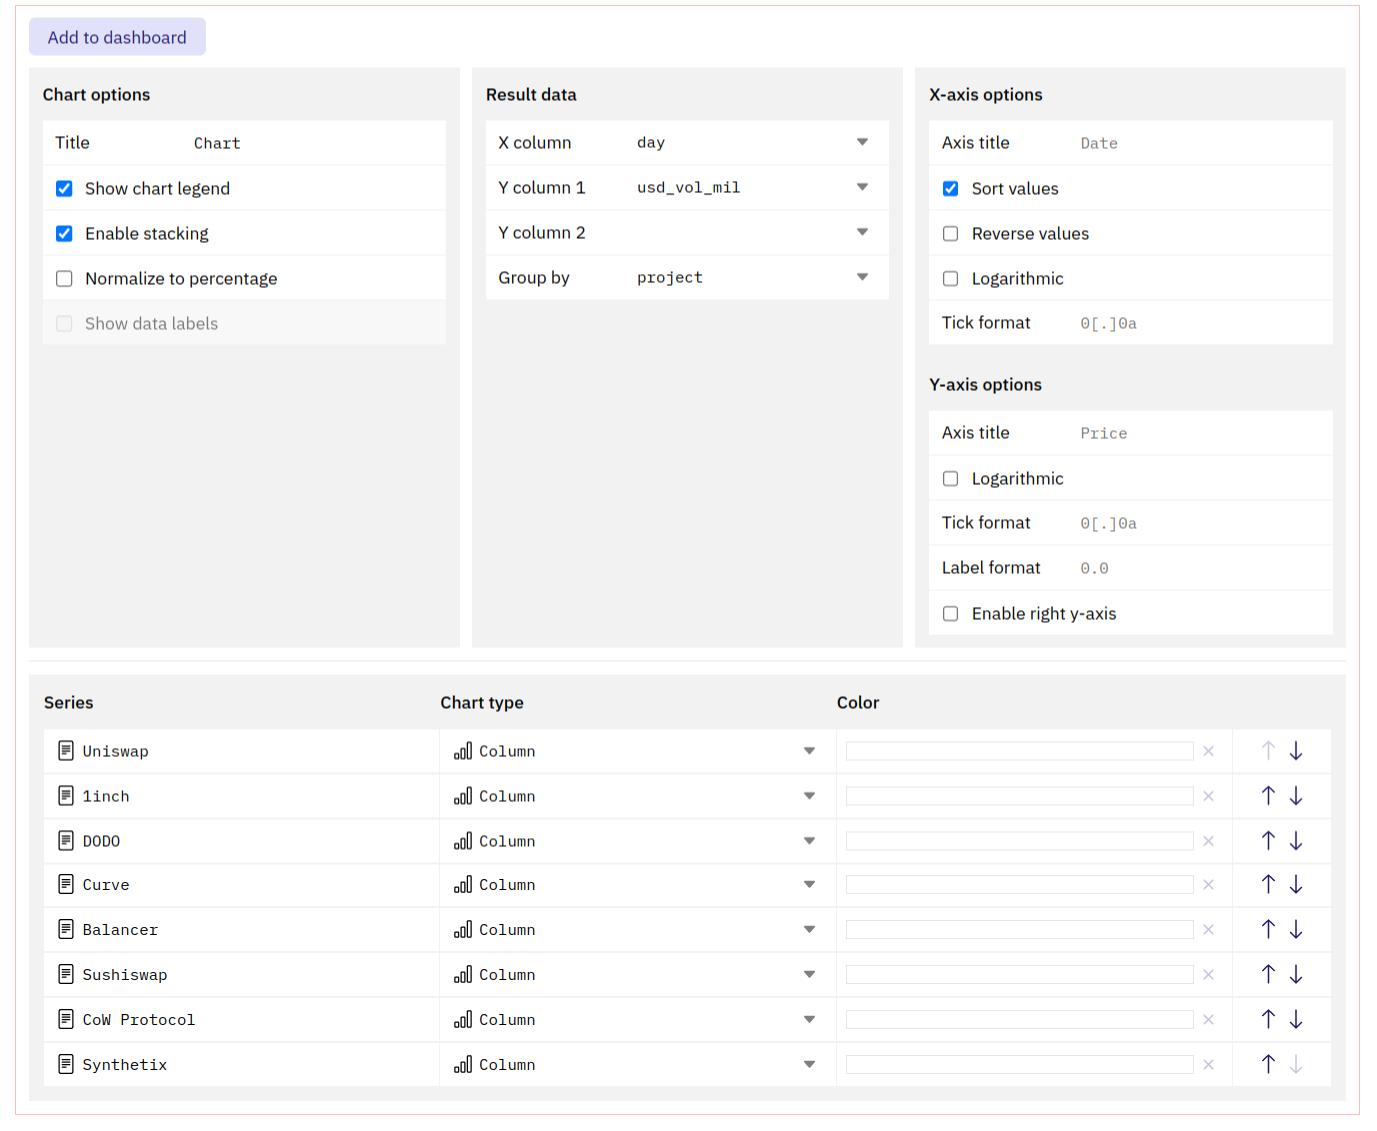 Add to dashboard
Chart options
Title Chart
Show chart legend
Enable stacking
Normalize to percentage
Show data labels
Result data
X column day
Y column 1 usd_vol_mil
Y column 2
Group by project
X-axis options
Axis title Date
Sort values
Reverse values
Logarithmic
Tick format 0[.]0a
Y-axis options
Axis title Price
Logarithmic
Tick format 0[.]0a
Label format 0.0
Enable right y-axis
Series Chart type Color
Uniswap Column
1inch Column
DODO Column
Curve Column
Balancer Column
Sushiswap Column
CoW Protocol Column
Synthetix Column